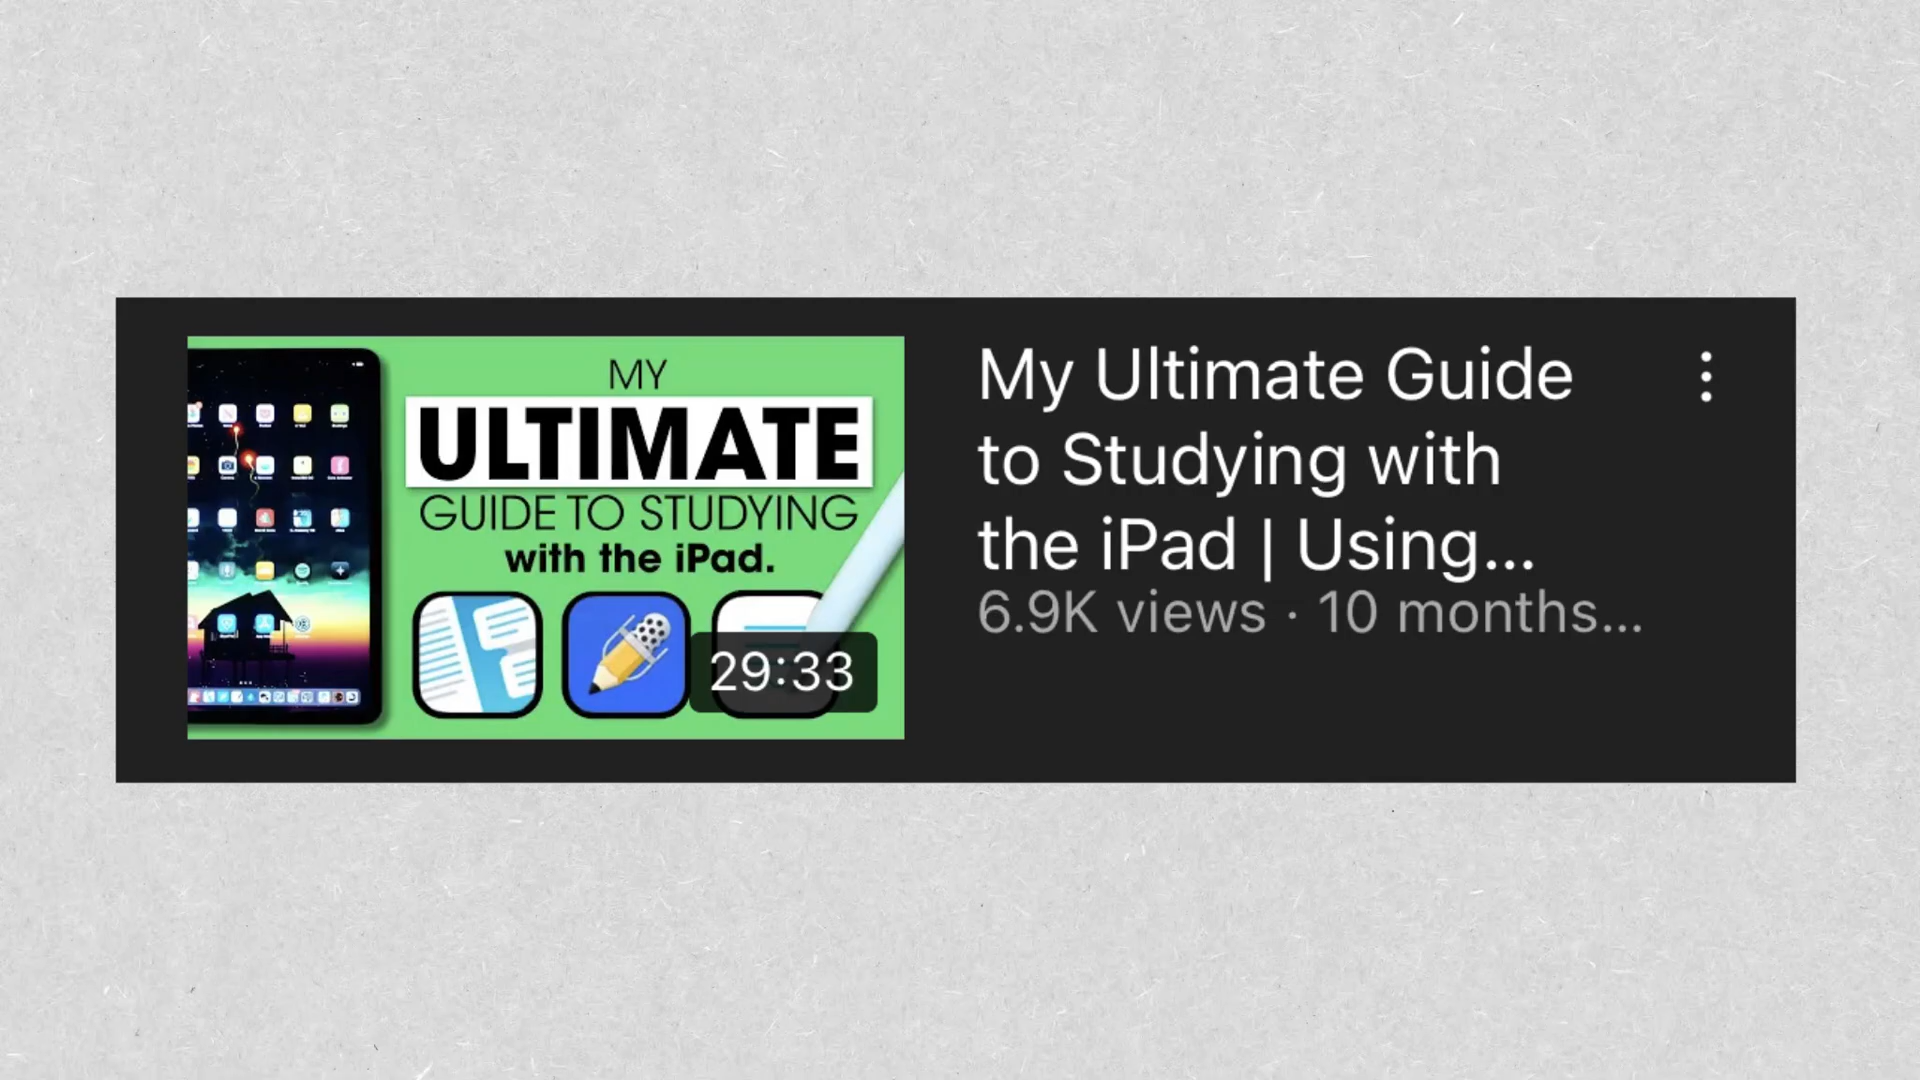 MY
ULTIMATE
GUIDE TO STUDYING
with the iPad.
29:33
My Ultimate Guide
to Studying with
the iPad | Using...
6.9K views · 10 months...